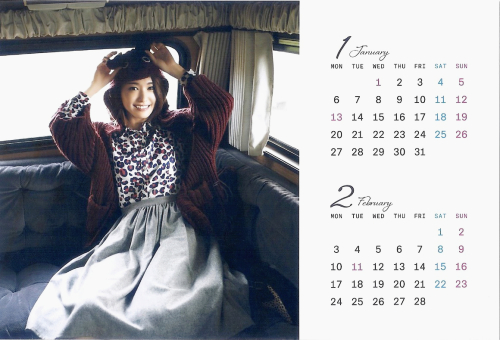 1 January
MON TUE WED THU FRI SAT SUN
1 2 3 4 5
6 7 8 9 10 11 12
13 14 15 16 17 18 19
20 21 22 23 24 25 26
27 28 29 30 31
2 February
MON TUE WED THU FRI SAT SUN
1 2
3 4 5 6 7 8 9
10 11 12 13 14 15 16
17 18 19 20 21 22 23
24 25 26 27 28